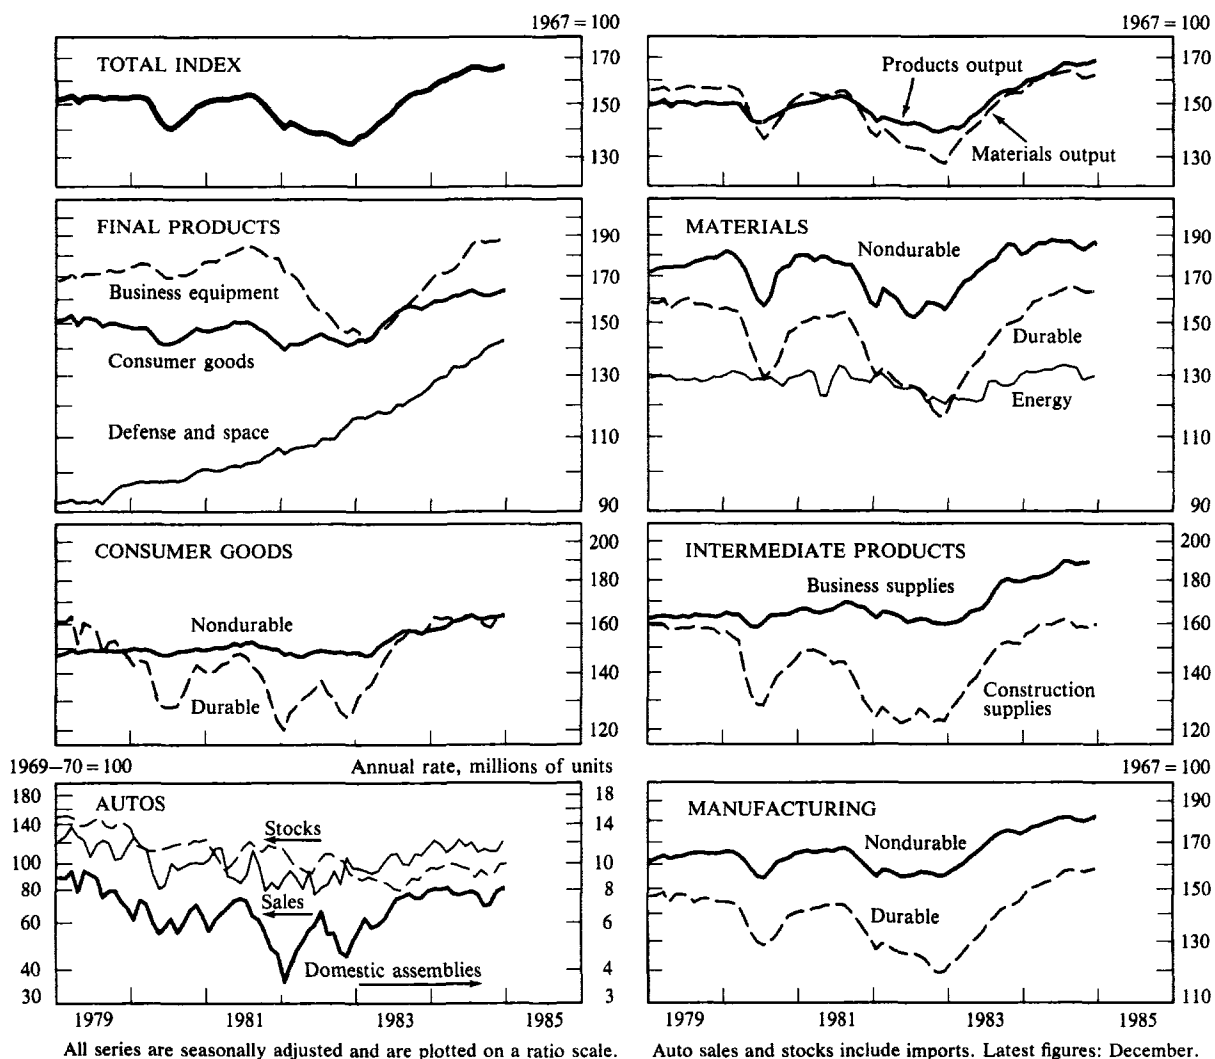 1967 = 100
TOTAL INDEX
170
150
130
FINAL PRODUCTS
190
170
Business equipment
150
Consumer goods
130
Defense and space
110
90
CONSUMER GOODS
200
180
Nondurable
160
140
Durable
120
1969–70 = 100
Annual rate, millions of units
AUTOS
180
140
100
80
60
40
30
18
14
10
8
6
4
3
Stocks
Sales
Domestic assemblies
1979
1981
1983
1985
1967 = 100
Products output
170
150
Materials output
130
MATERIALS
Nondurable
190
170
150
Durable
130
Energy
110
90
INTERMEDIATE PRODUCTS
200
Business supplies
180
160
140
Construction
supplies
120
1967 = 100
MANUFACTURING
190
Nondurable
170
150
Durable
130
110
1979
1981
1983
1985
All series are seasonally adjusted and are plotted on a ratio scale.
Auto sales and stocks include imports. Latest figures: December.